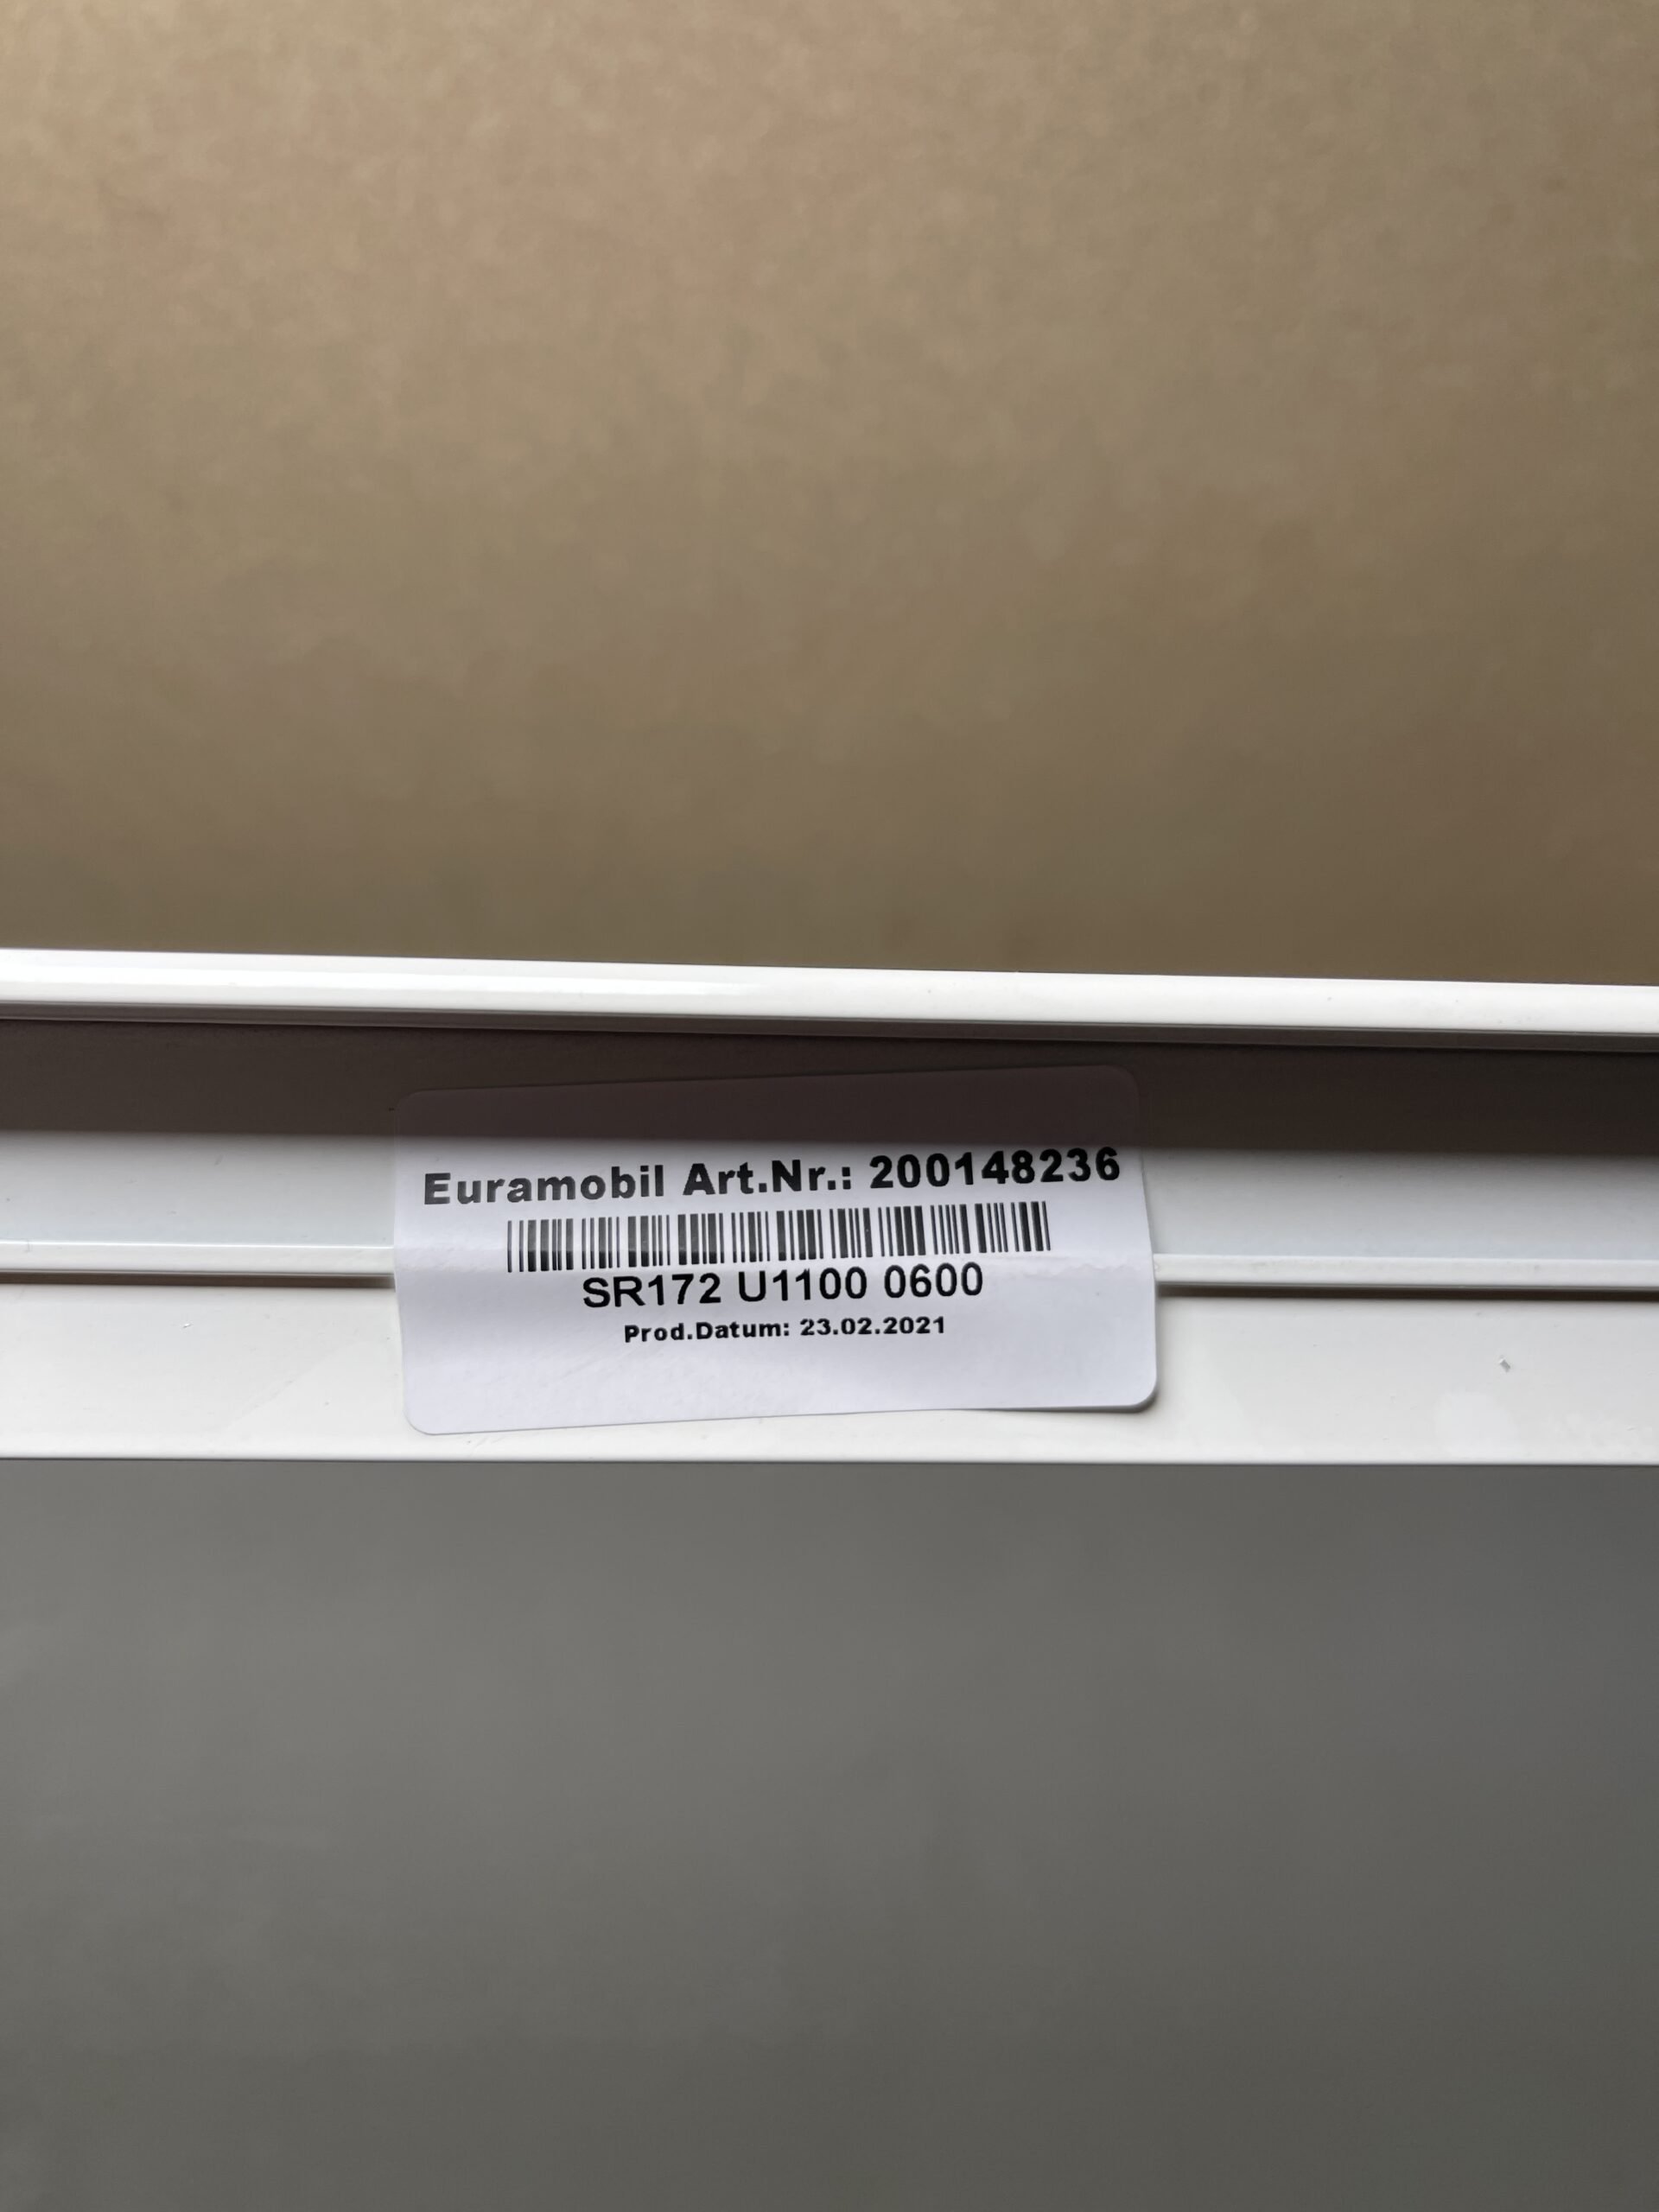 Euramobil Art.Nr.: 200148236
SR172 U1100 0600
Prod.Datum: 23.02.2021